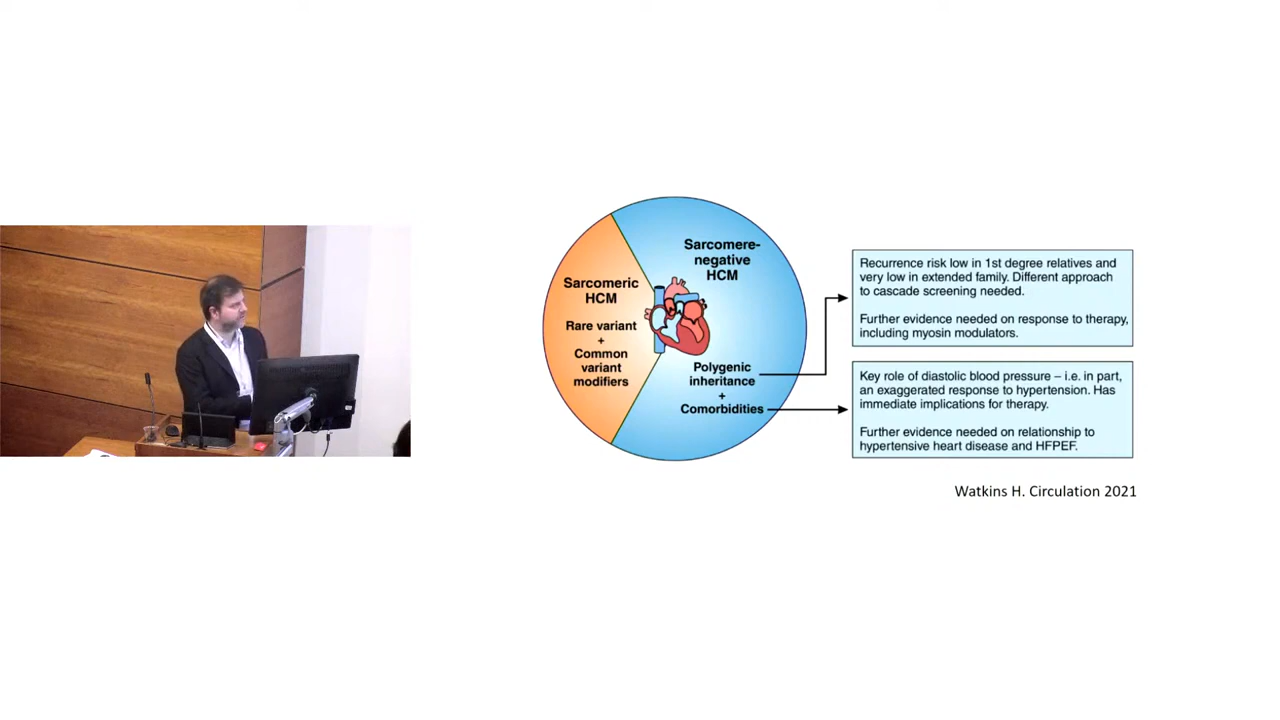 Sarcomere-
negative
HCM
Sarcomeric
HCM
Rare variant
+
Common
variant
modifiers
Polygenic
inheritance
+
Comorbidities
Recurrence risk low in 1st degree relatives and
very low in extended family. Different approach
to cascade screening needed.
Further evidence needed on response to therapy,
including myosin modulators.
Key role of diastolic blood pressure – i.e. in part,
an exaggerated response to hypertension. Has
immediate implications for therapy.
Further evidence needed on relationship to
hypertensive heart disease and HFPEF.
Watkins H. Circulation 2021